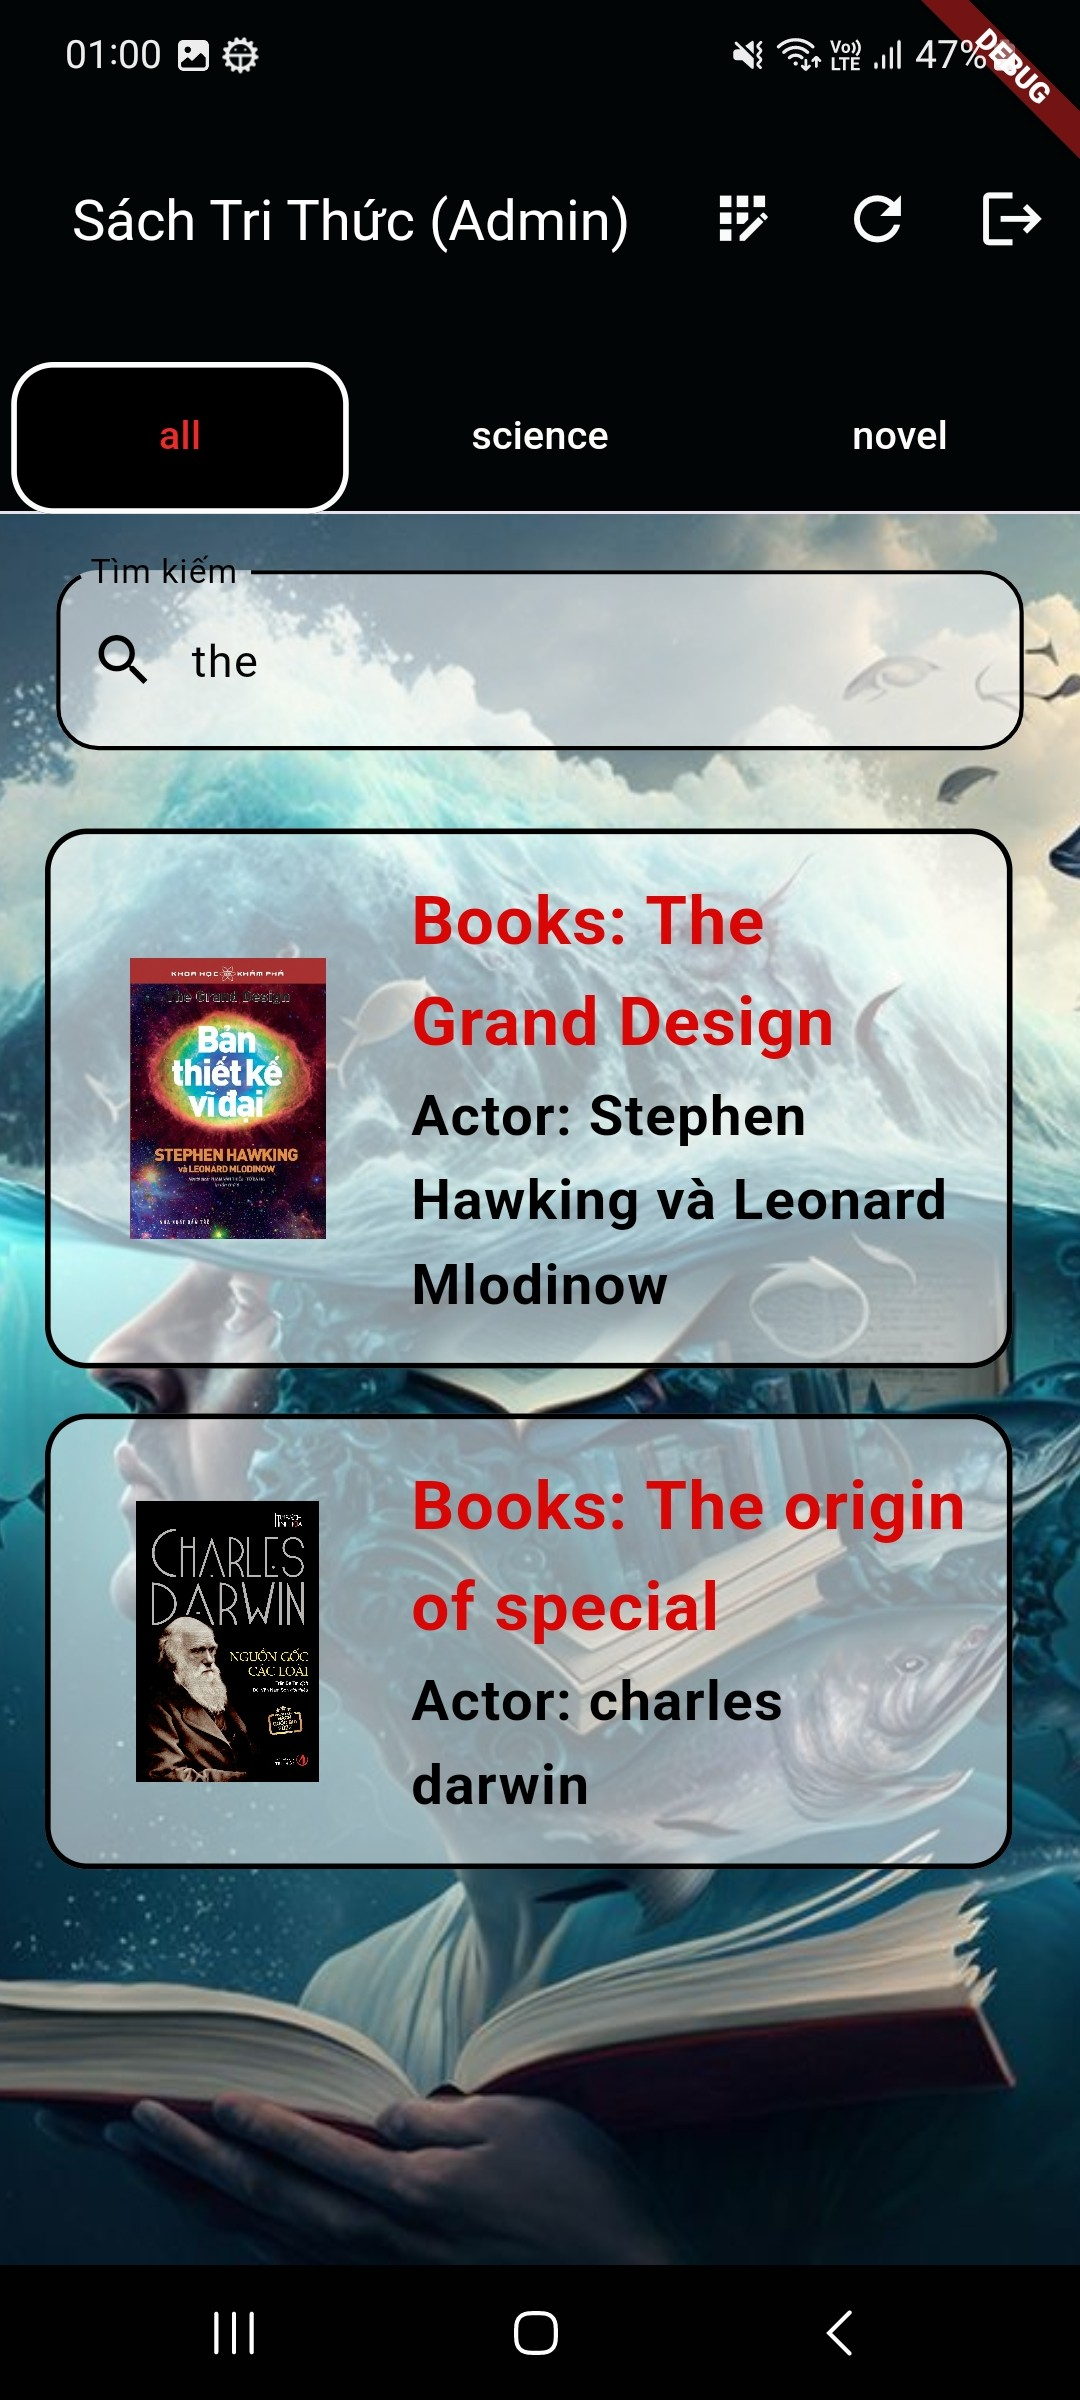 01:00
Vo))
LTE
47%
DEBUG
Sách Tri Thức (Admin)
all
science
novel
Tìm kiếm
the
KHOA HỌC KHÁM PHÁ
The Grand Design
Bản
thiết kế
vĩ đại
STEPHEN HAWKING
và LEONARD MLODINOW
Books: The
Grand Design
Actor: Stephen
Hawking và Leonard
Mlodinow
CHARLES
DARWIN
NGUỒN GỐC
CÁC LOÀI
Books: The origin
of special
Actor: charles
darwin